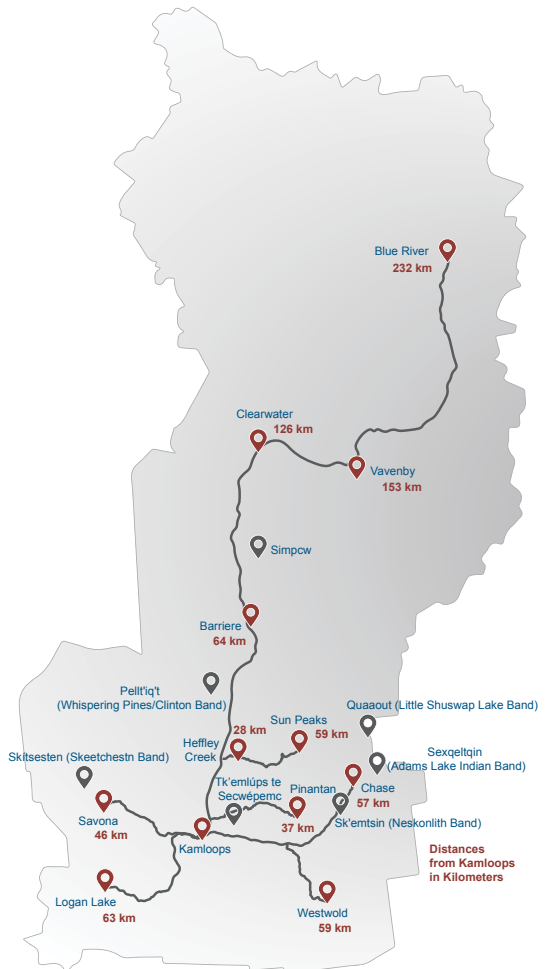 Blue River
232 km
Clearwater
126 km
Vavenby
153 km
Simpcw
Barriere
64 km
Pellt'iq't
(Whispering Pines/Clinton Band)
Quaaout (Little Shuswap Lake Band)
28 km
Sun Peaks
59 km
Heffley
Creek
Sexqeltqin
(Adams Lake Indian Band)
Skitsesten (Skeetchestn Band)
Tk'emlúps te
Secwépemc
Pinantan
37 km
Chase
57 km
Sk'emtsin (Neskonlith Band)
Savona
46 km
Kamloops
Distances
from Kamloops
in Kilometers
Logan Lake
63 km
Westwold
59 km